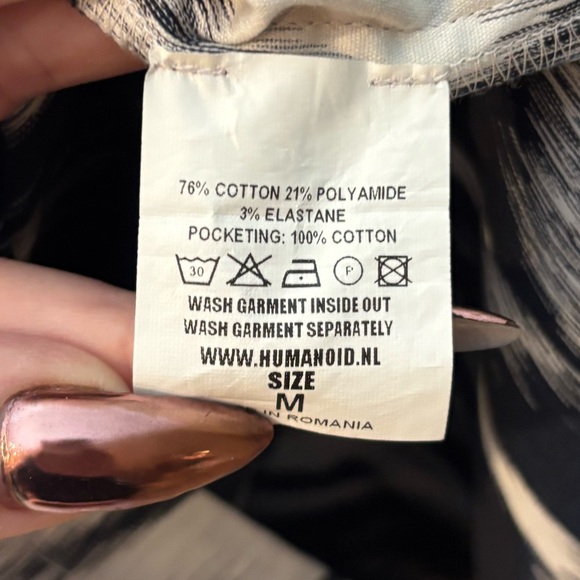 76% COTTON 21% POLYAMIDE
3% ELASTANE
POCKETING: 100% COTTON
30 P
WASH GARMENT INSIDE OUT
WASH GARMENT SEPARATELY
WWW.HUMANOID.NL
SIZE
M
IN ROMANIA